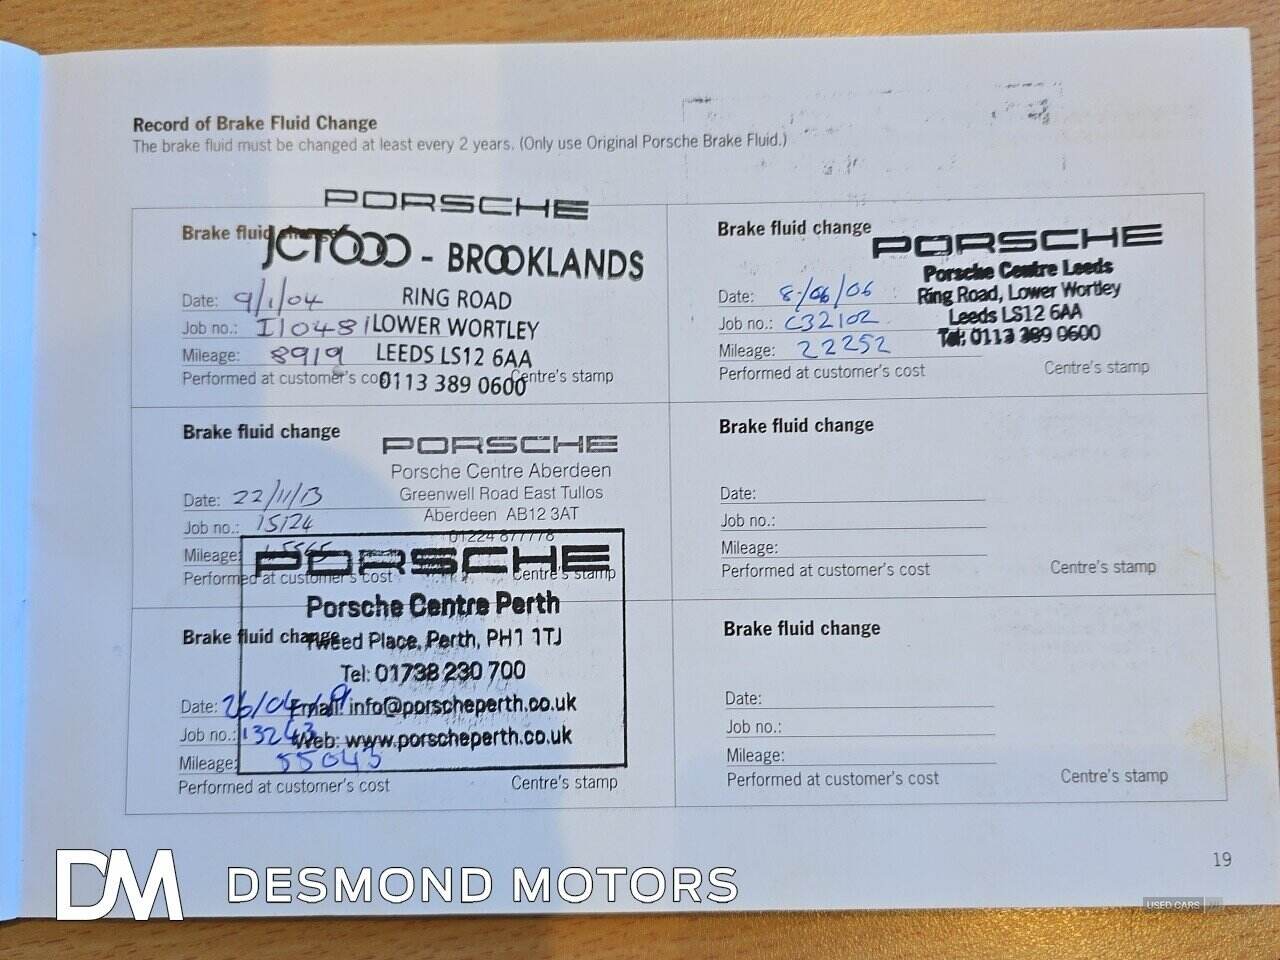 Record of Brake Fluid Change
The brake fluid must be changed at least every 2 years. (Only use Original Porsche Brake Fluid.)
PORSCHE
Brake fluid
JCT600 - BROOKLANDS
RING ROAD
LOWER WORTLEY
LEEDS LS12 6AA
0113 389 0600
Date: 9/1/04
Job no.: I10481
Mileage: 8919
Performed at customer's
Centre's stamp
Brake fluid change
PORSCHE
Porsche Centre Leeds
Ring Road, Lower Wortley
Leeds LS12 6AA
Tel: 0113 389 0600
Date: 8/06/06
Job no.: C32102
Mileage: 22252
Performed at customer's cost
Centre's stamp
Brake fluid change
PORSCHE
Porsche Centre Aberdeen
Greenwell Road East Tullos
Aberdeen AB12 3AT
01224 877778
Date: 22/11/13
Job no.: 15124
Mileage:
Performed at customer's cost
Centre's stamp
Brake fluid change
Date:
Job no.:
Mileage:
Performed at customer's cost
Centre's stamp
PORSCHE
Porsche Centre Perth
Tweed Place, Perth, PH1 1TJ
Tel: 01738 230 700
Email: info@porscheperth.co.uk
Web: www.porscheperth.co.uk
Brake fluid change
Date: 26/04/19
Job no.: 13243
Mileage: 55043
Performed at customer's cost
Centre's stamp
Brake fluid change
Date:
Job no.:
Mileage:
Performed at customer's cost
Centre's stamp
19
DM DESMOND MOTORS
USED CARS NI